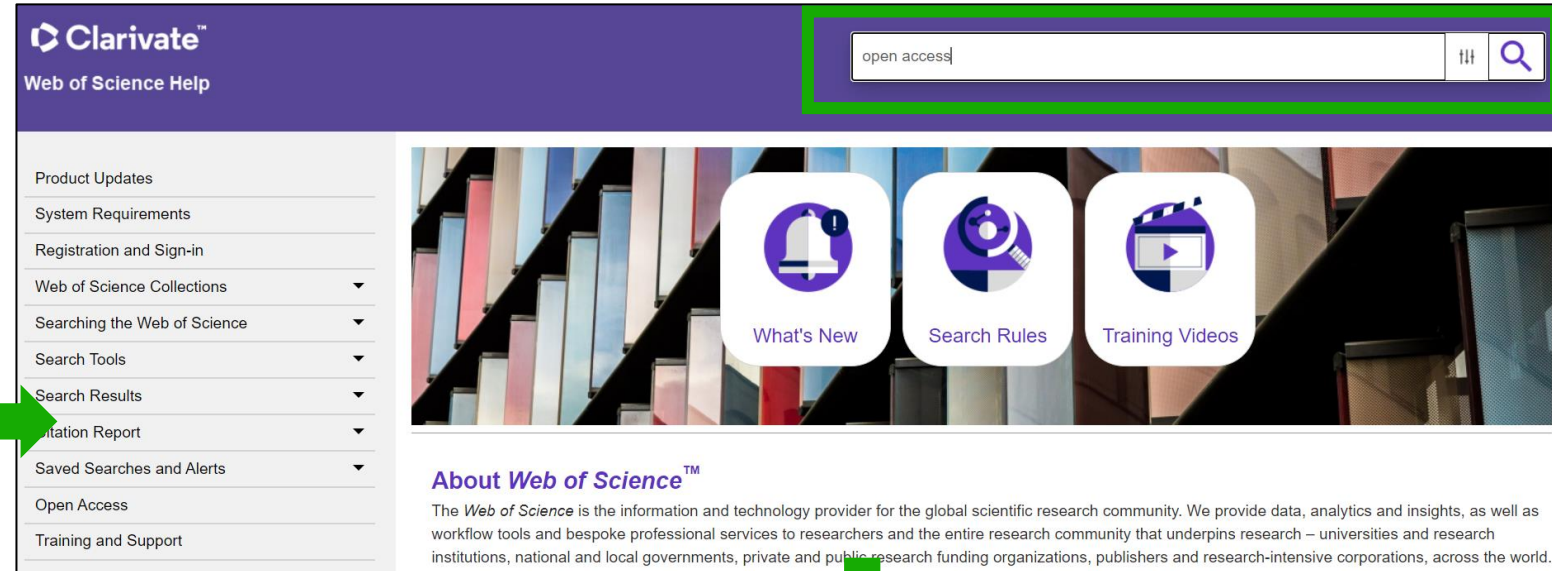 Clarivate™
Web of Science Help
open access
Product Updates
System Requirements
Registration and Sign-in
Web of Science Collections
Searching the Web of Science
Search Tools
Search Results
Citation Report
Saved Searches and Alerts
Open Access
Training and Support
What's New
Search Rules
Training Videos
About Web of Science™
The Web of Science is the information and technology provider for the global scientific research community. We provide data, analytics and insights, as well as
workflow tools and bespoke professional services to researchers and the entire research community that underpins research – universities and research
institutions, national and local governments, private and public research funding organizations, publishers and research-intensive corporations, across the world.